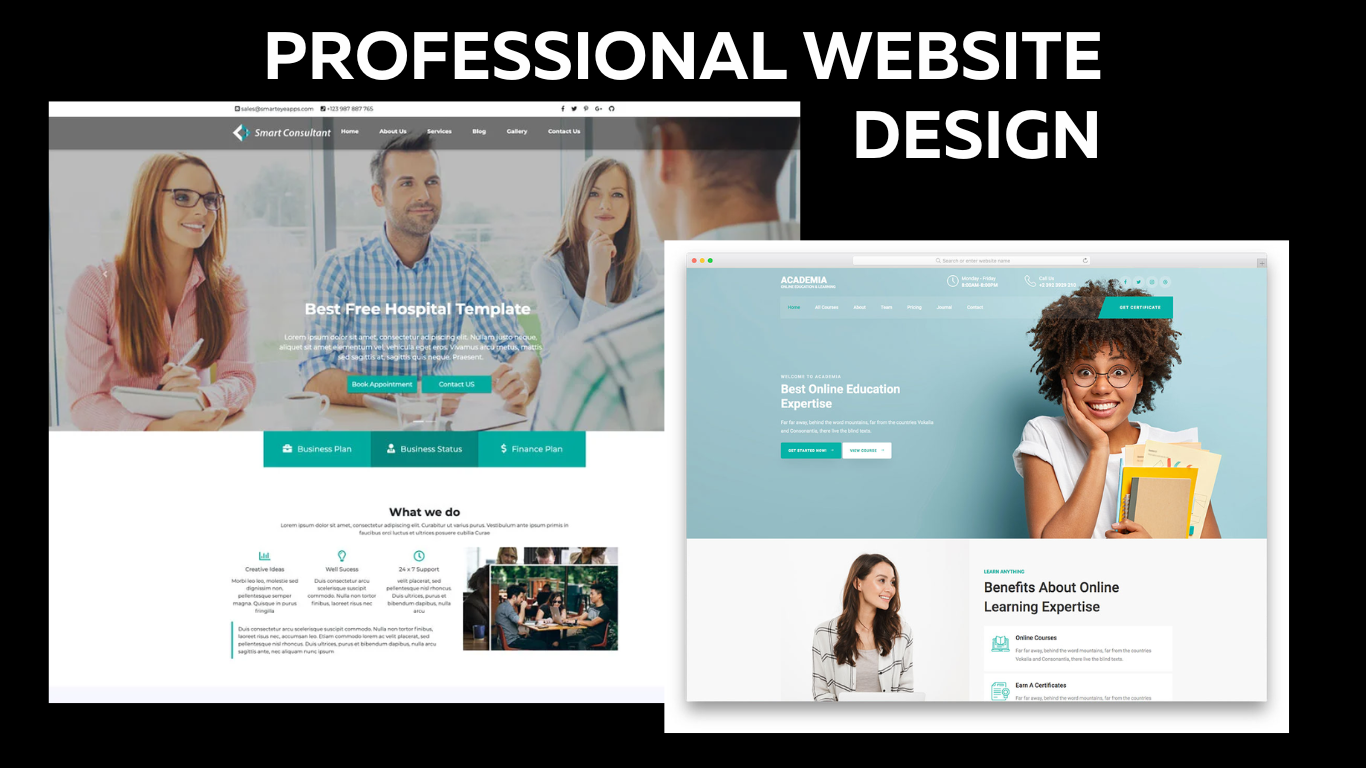 PROFESSIONAL WEBSITE
DESIGN
sales@smarteyeapps.com +123 987 887 765
Smart Consultant Home About Us Services Blog Gallery Contact Us
Best Free Hospital Template
Lorem ipsum dolor sit amet, consectetur adipiscing elit. Nullam justo neque,
aliquet sit amet elementum vel, vehicula eget eros. Vivamus arcu metus, mattis
sed sagittis at, sagittis quis neque. Praesent.
Book Appointment Contact US
Business Plan Business Status Finance Plan
What we do
Lorem ipsum dolor sit amet, consectetur adipiscing elit. Curabitur ut varius purus. Vestibulum ante ipsum primis in
faucibus orci luctus et ultrices posuere cubilia Curae
Creative Ideas Well Sucess 24 x 7 Support
Morbi leo leo, molestie sed
dignissim non,
pellentesque semper
magna. Quisque in purus
fringilla
Duis consectetur arcu
scelerisque suscipit
commodo. Nulla non tortor
finibus, laoreet risus nec
velit placerat, sed
pellentesque nisl rhoncus.
Duis ultrices, purus et
bibendum dapibus, nulla
arcu
Duis consectetur arcu scelerisque suscipit commodo. Nulla non tortor finibus,
laoreet risus nec, accumsan leo. Etiam commodo lorem ac velit placerat, sed
pellentesque nisl rhoncus. Duis ultrices, purus et bibendum dapibus, nulla arcu
sagittis ante, nec aliquam nunc ipsum
Search or enter website name
ACADEMIA
ONLINE EDUCATION & LEARNING
Monday - Friday
8:00AM-8:00PM
Call Us
Home All Courses About Team Pricing Journal Contact
GET CERTIFICATE
WELCOME TO ACADEMIA
Best Online Education
Expertise
Far far away, behind the word mountains, far from the countries Vokalia
and Consonantia, there live the blind texts.
GET STARTED NOW! VIEW COURSE
LEARN ANYTHING
Benefits About Online
Learning Expertise
Online Courses
Far far away, behind the word mountains, far from the countries
Vokalia and Consonantia, there live the blind texts.
Earn A Certificates
Far far away, behind the word mountains, far from the countries